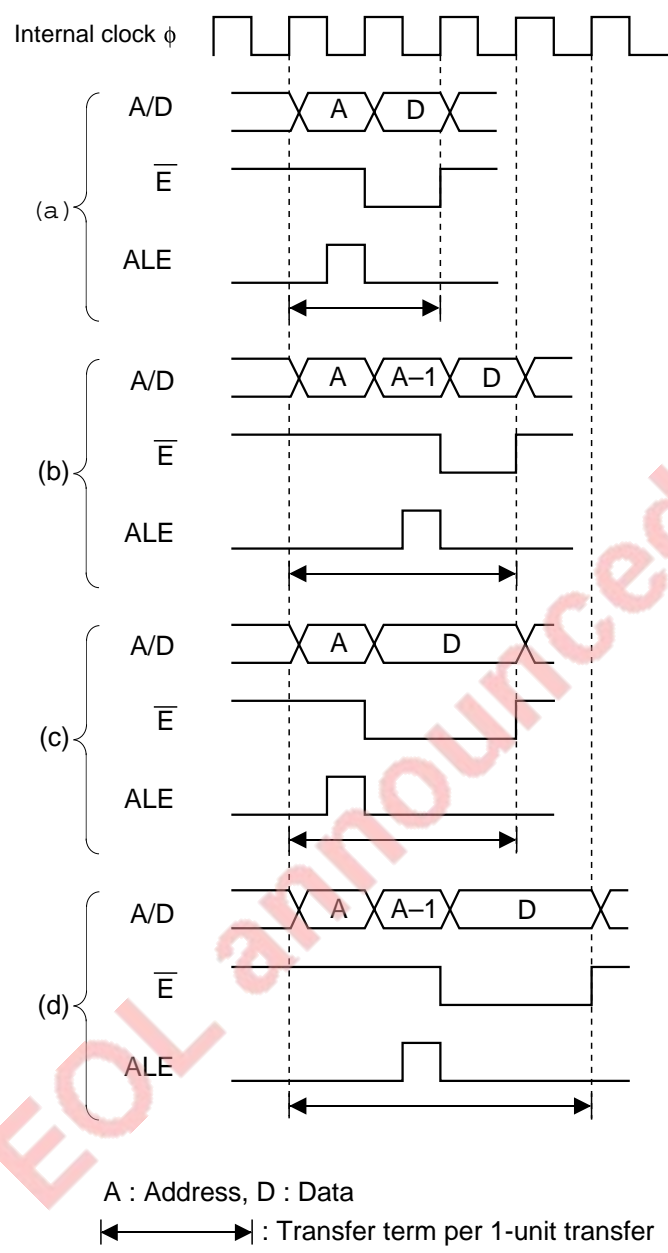 Internal clock ϕ
A/D A D
E̅
(a)
ALE
A/D A A–1 D
E̅
(b)
ALE
A/D A D
E̅
(c)
ALE
A/D A A–1 D
E̅
(d)
ALE
EOL announced
A : Address, D : Data
: Transfer term per 1-unit transfer